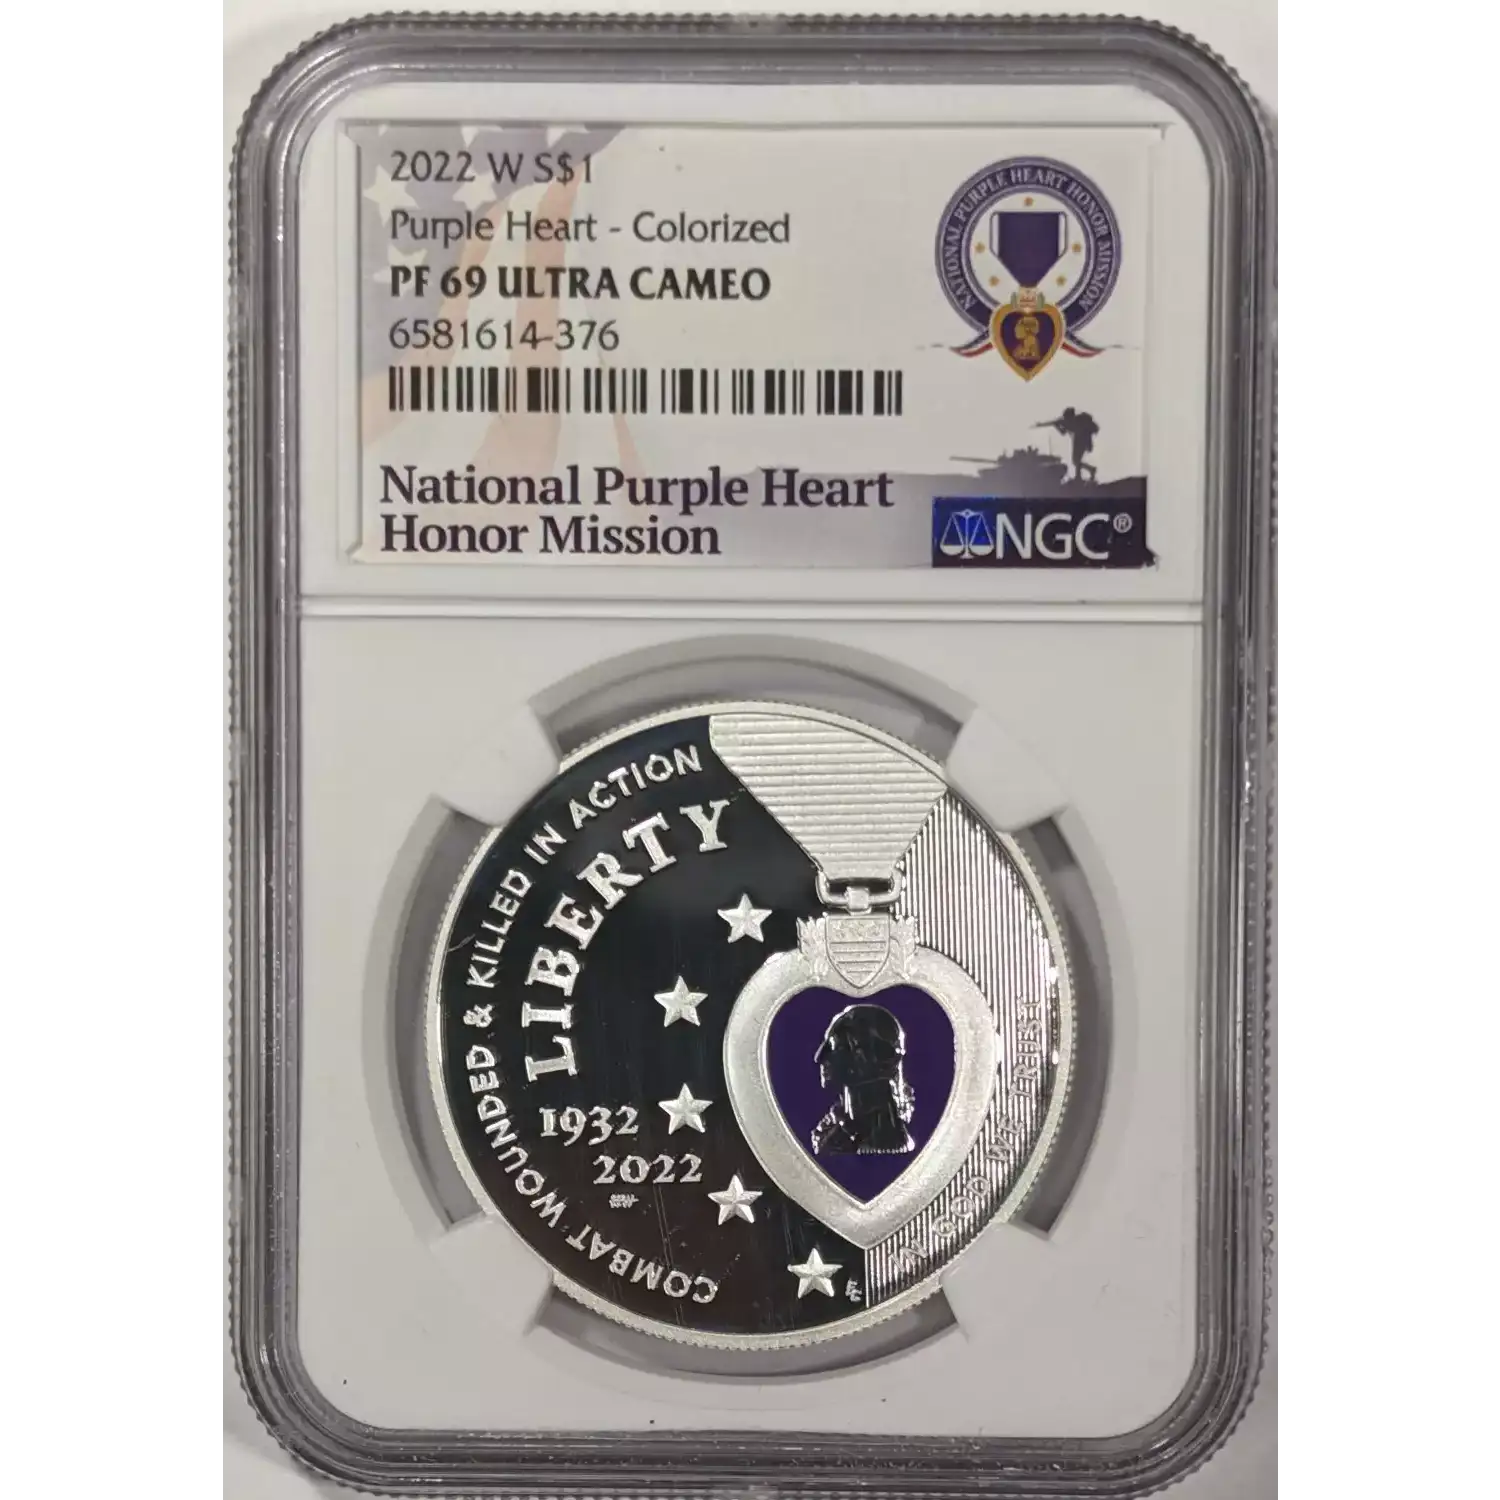 2022 W S$1
Purple Heart - Colorized
PF 69 ULTRA CAMEO
6581614-376
National Purple Heart
Honor Mission
NATIONAL PURPLE HEART HONOR MISSION
NGC®
COMBAT WOUNDED & KILLED IN ACTION
LIBERTY
1932
2022
IN GOD WE TRUST